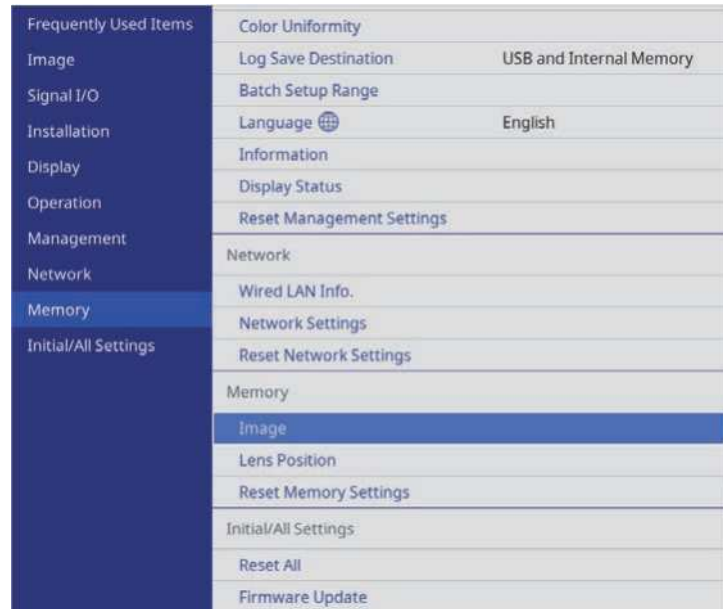 Frequently Used Items
Image
Signal I/O
Installation
Display
Operation
Management
Network
Memory
Initial/All Settings
Color Uniformity
Log Save Destination USB and Internal Memory
Batch Setup Range
Language English
Information
Display Status
Reset Management Settings
Network
Wired LAN Info.
Network Settings
Reset Network Settings
Memory
Image
Lens Position
Reset Memory Settings
Initial/All Settings
Reset All
Firmware Update